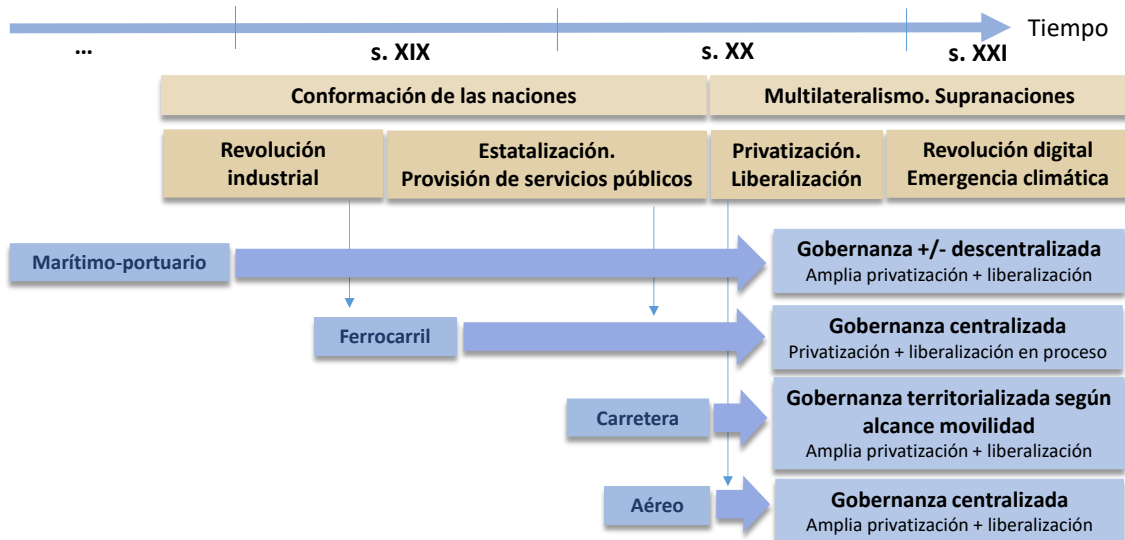 Tiempo
...
s. XIX
s. XX
s. XXI
Conformación de las naciones
Multilateralismo. Supranaciones
Revolución
industrial
Estatalización.
Provisión de servicios públicos
Privatización.
Liberalización
Revolución digital
Emergencia climática
Marítimo-portuario
Gobernanza +/- descentralizada
Amplia privatización + liberalización
Ferrocarril
Gobernanza centralizada
Privatización + liberalización en proceso
Carretera
Gobernanza territorializada según
alcance movilidad
Amplia privatización + liberalización
Aéreo
Gobernanza centralizada
Amplia privatización + liberalización